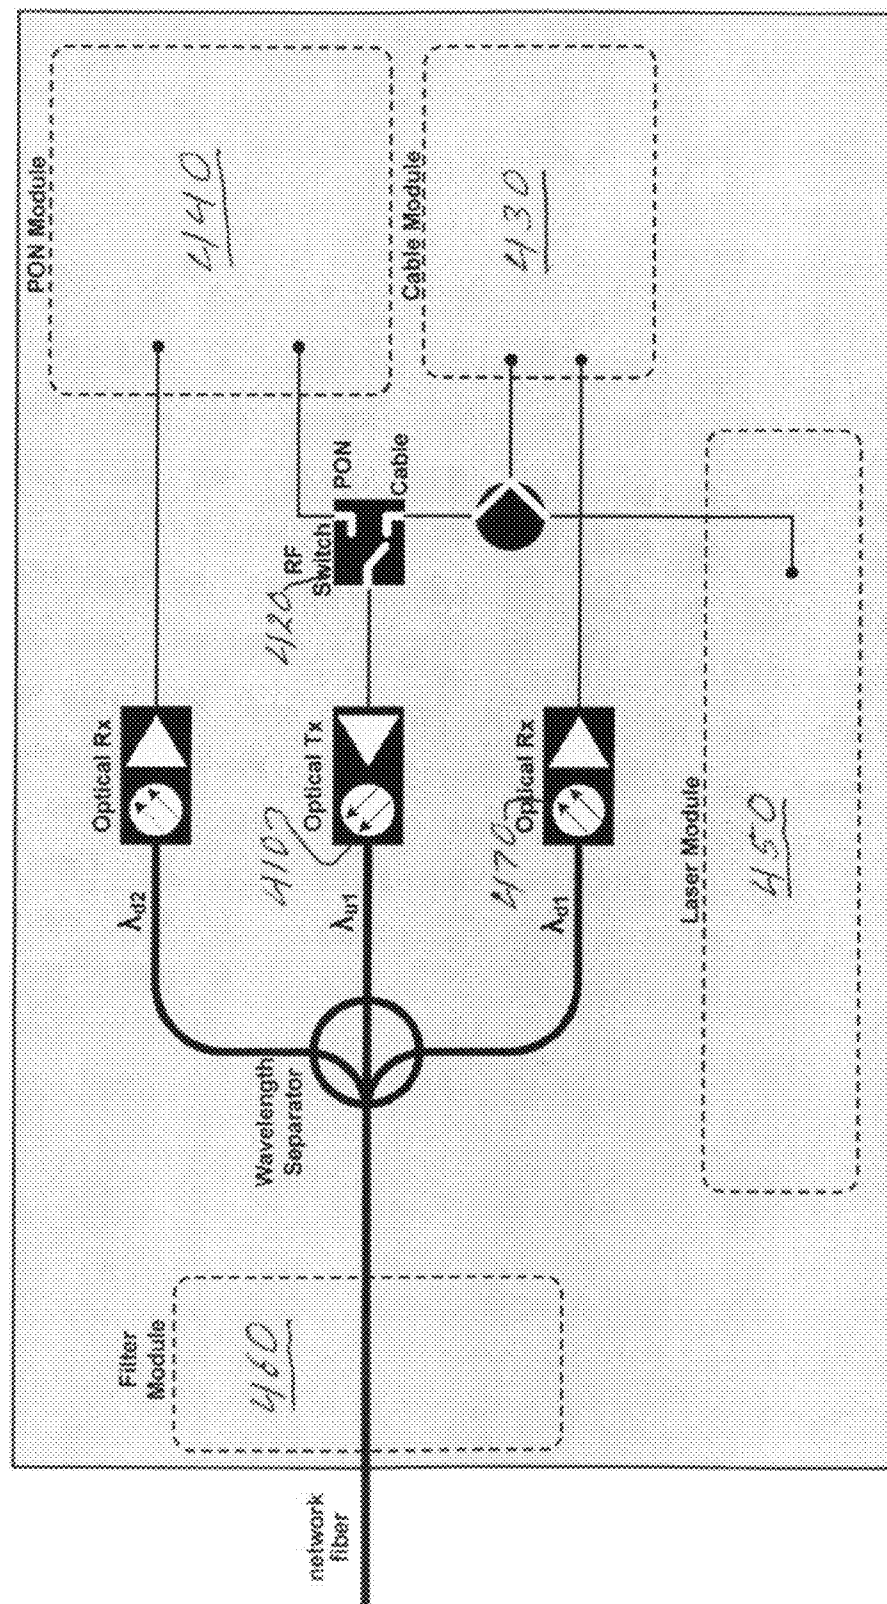 PON Module
440
Cable Module
430
PON
Cable
RF
Switch
420
Optical Rx
Optical Tx
Optical Rx
410
470
λd2
λu1
λd1
Laser Module
450
Wavelength
Separator
Filter
Module
460
network
fiber